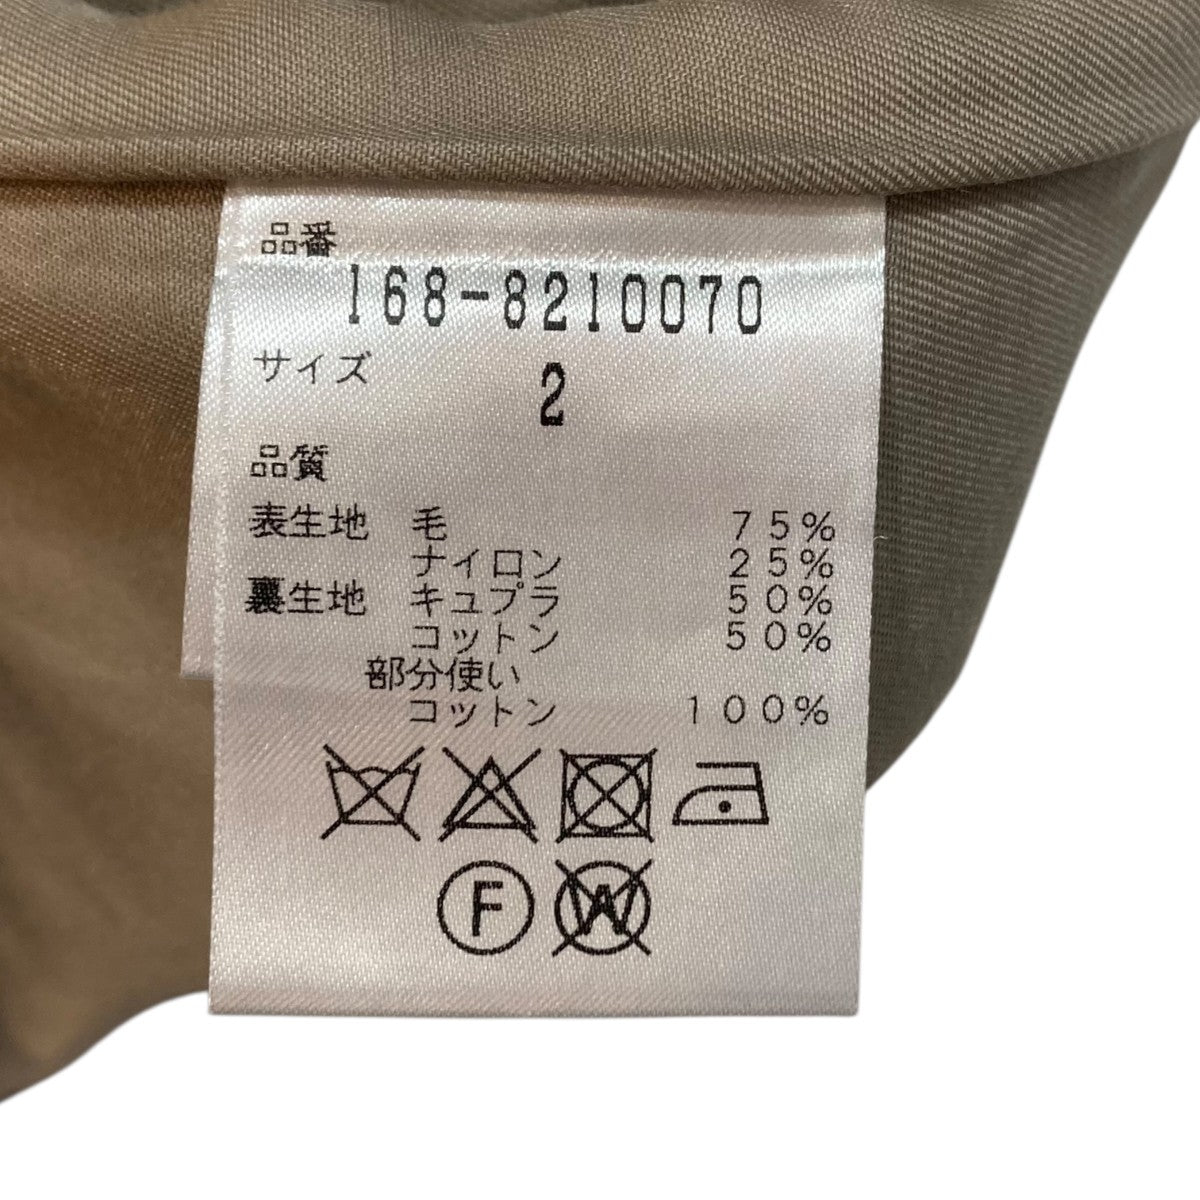 品番
168-8210070
サイズ 2
品質
表生地 毛 75%
ナイロン 25%
裏生地 キュプラ 50%
コットン 50%
部分使い
コットン 100%
F W